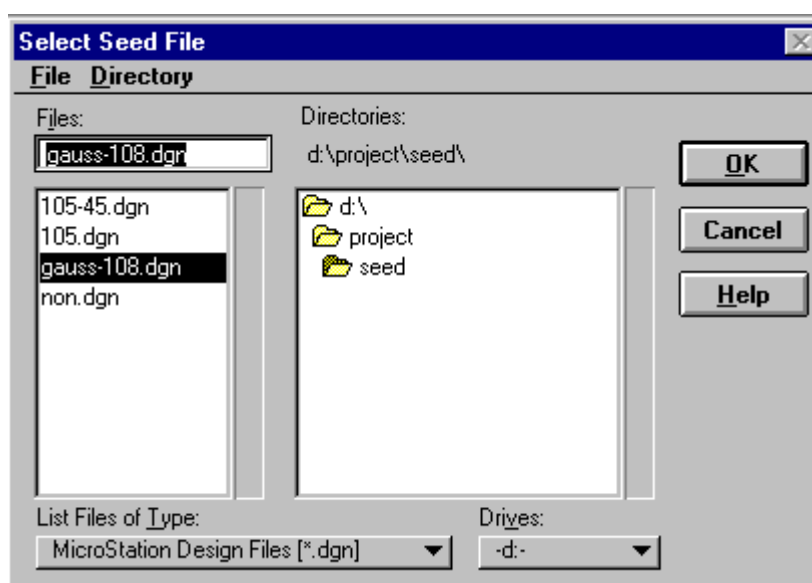 Select Seed File
File Directory
Files:
gauss-108.dgn
105-45.dgn
105.dgn
gauss-108.dgn
non.dgn
Directories:
d:\project\seed\
d:\
project
seed
OK
Cancel
Help
List Files of Type:
MicroStation Design Files [*.dgn]
Drives:
-d:-